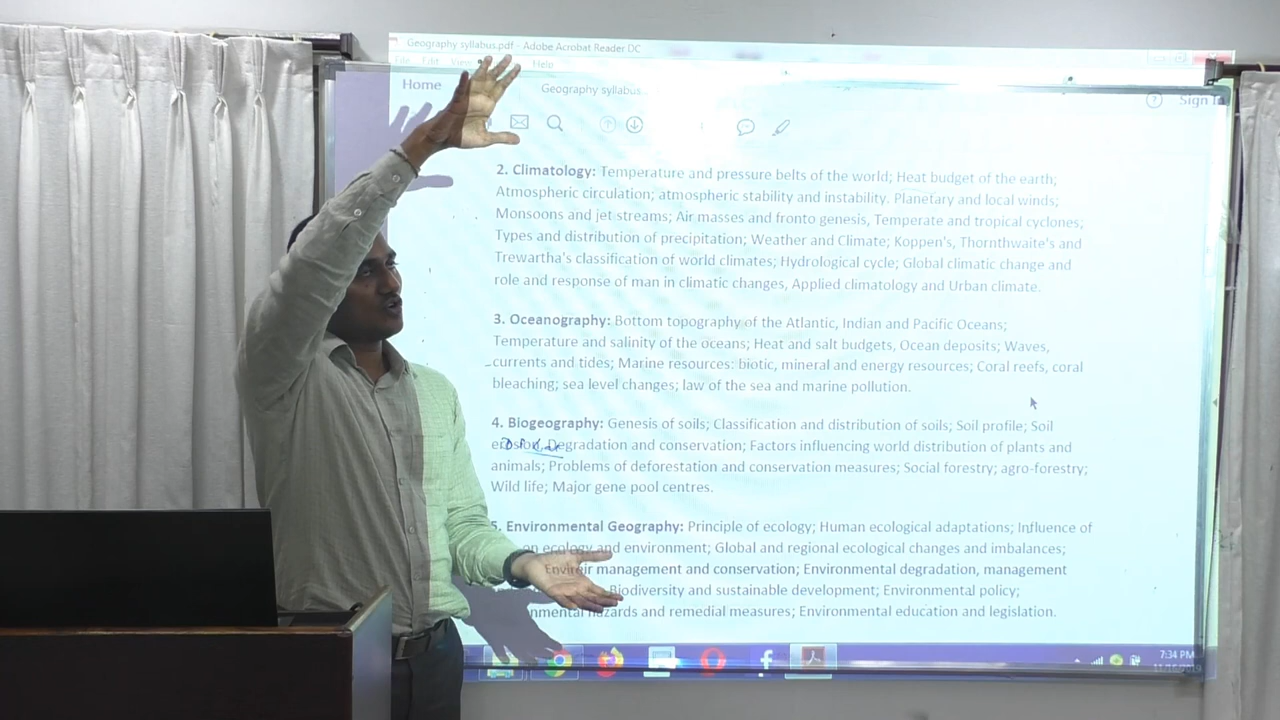 Geography syllabus.pdf - Adobe Acrobat Reader DC
File Edit View Help
Home Geography syllabus... Sign In
2. Climatology: Temperature and pressure belts of the world; Heat budget of the earth;
Atmospheric circulation; atmospheric stability and instability. Planetary and local winds;
Monsoons and jet streams; Air masses and fronto genesis, Temperate and tropical cyclones;
Types and distribution of precipitation; Weather and Climate; Koppen's, Thornthwaite's and
Trewartha's classification of world climates; Hydrological cycle; Global climatic change and
role and response of man in climatic changes, Applied climatology and Urban climate.
3. Oceanography: Bottom topography of the Atlantic, Indian and Pacific Oceans;
Temperature and salinity of the oceans; Heat and salt budgets, Ocean deposits; Waves,
currents and tides; Marine resources: biotic, mineral and energy resources; Coral reefs, coral
bleaching; sea level changes; law of the sea and marine pollution.
4. Biogeography: Genesis of soils; Classification and distribution of soils; Soil profile; Soil
erosion, Degradation and conservation; Factors influencing world distribution of plants and
animals; Problems of deforestation and conservation measures; Social forestry; agro-forestry;
Wild life; Major gene pool centres.
5. Environmental Geography: Principle of ecology; Human ecological adaptations; Influence of
on ecology and environment; Global and regional ecological changes and imbalances;
management and conservation; Environmental degradation, management
Biodiversity and sustainable development; Environmental policy;
hazards and remedial measures; Environmental education and legislation.
7:34 PM